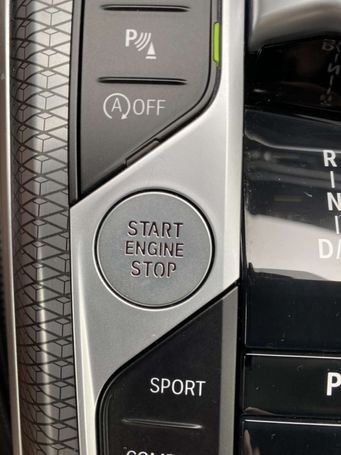 P
A OFF
START
ENGINE
STOP
SPORT
R
N
D/
P